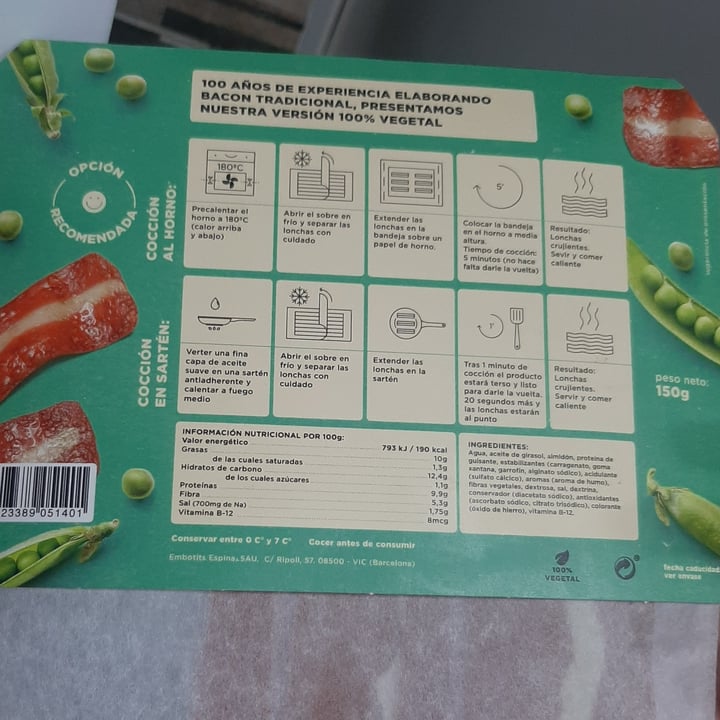 100 AÑOS DE EXPERIENCIA ELABORANDO
BACON TRADICIONAL, PRESENTAMOS
NUESTRA VERSIÓN 100% VEGETAL
OPCIÓN
RECOMENDADA
COCCIÓN
AL HORNO:
180°C
Precalentar el
horno a 180°C
(calor arriba
y abajo)
Abrir el sobre en
frío y separar las
lonchas con
cuidado
Extender las
lonchas en la
bandeja sobre un
papel de horno.
5'
Colocar la bandeja
en el horno a media
altura.
Tiempo de cocción:
5 minutos (no hace
falta darle la vuelta)
Resultado:
Lonchas
crujientes.
Sevir y comer
caliente
COCCIÓN
EN SARTÉN:
Verter una fina
capa de aceite
suave en una sartén
antiadherente y
calentar a fuego
medio
Abrir el sobre en
frío y separar las
lonchas con
cuidado
Extender las
lonchas en la
sartén
1'
Tras 1 minuto de
cocción el producto
estará terso y listo
para darle la vuelta.
20 segundos más y
las lonchas estarán
al punto
Resultado:
Lonchas
crujientes.
Servir y comer
caliente
peso neto:
150g
INFORMACIÓN NUTRICIONAL POR 100g:
Valor energético 793 kJ / 190 kcal
Grasas 10g
de las cuales saturadas 1,3g
Hidratos de carbono 12,4g
de los cuales azúcares 1,1g
Proteínas 9,9g
Fibra 5,3g
Sal (700mg de Na) 1,75g
Vitamina B-12 8mcg
INGREDIENTES:
Agua, aceite de girasol, almidón, proteína de
guisante, estabilizantes (carragenato, goma
xantana, garrofín, alginato sódico), acidulante
(sulfato cálcico), aromas (aroma de humo),
fibras vegetales, dextrosa, sal, dextrina,
conservador (diacetato sódico), antioxidantes
(ascorbato sódico, citrato trisódico), colorante
(óxido de hierro), vitamina B-12.
23389 051401
Conservar entre 0 C° y 7 C° Cocer antes de consumir
Embotits Espina, SAU. C/ Ripoll, 57. 08500 - VIC (Barcelona)
100%
VEGETAL
fecha caducidad
ver envase